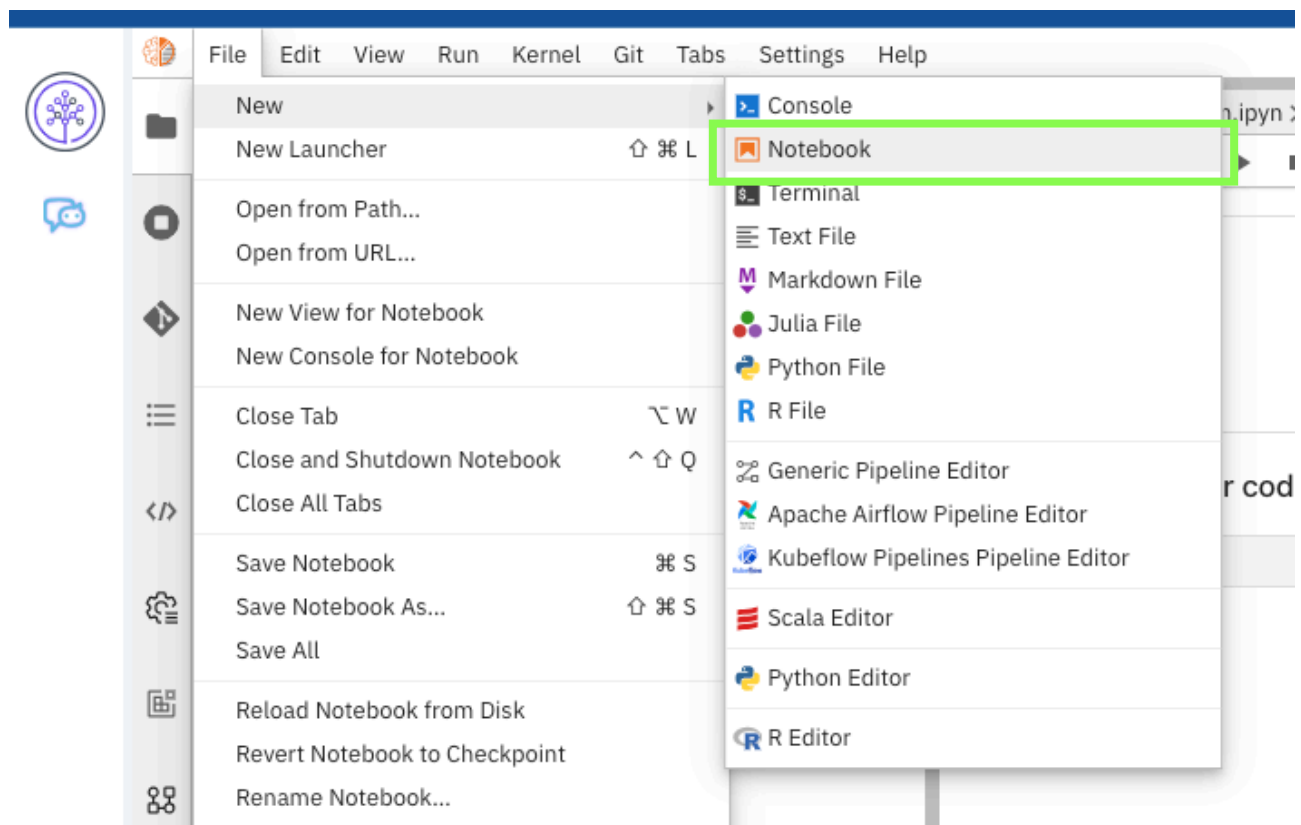 File Edit View Run Kernel Git Tabs Settings Help
New
New Launcher ⇧ ⌘ L
Open from Path...
Open from URL...
New View for Notebook
New Console for Notebook
Close Tab ⌥ W
Close and Shutdown Notebook ^ ⇧ Q
Close All Tabs
Save Notebook ⌘ S
Save Notebook As... ⇧ ⌘ S
Save All
Reload Notebook from Disk
Revert Notebook to Checkpoint
Rename Notebook...
Console
Notebook
$_ Terminal
Text File
M Markdown File
Julia File
Python File
R R File
Generic Pipeline Editor
Apache Airflow Pipeline Editor
Kubeflow Pipelines Pipeline Editor
Scala Editor
Python Editor
R R Editor
n.ipyn
r cod